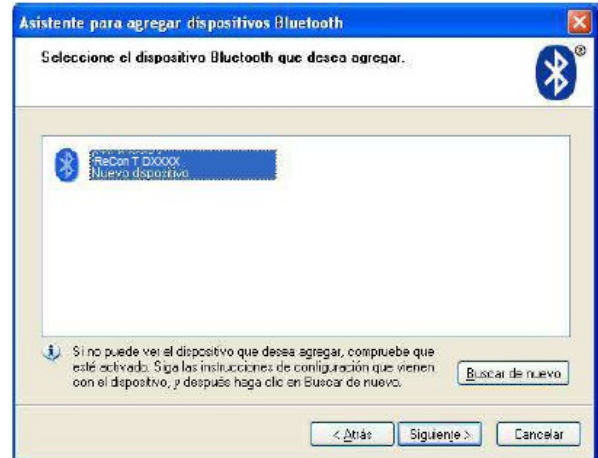 Asistente para agregar dispositivos Bluetooth
Seleccione el dispositivo Bluetooth que desea agregar.
®
ReCon T DXXXX
Nuevo dispositivo
Si no puede ver el dispositivo que desea agregar, compruebe que
esté activado. Siga las instrucciones de configuración que vienen
con el dispositivo, y después haga clic en Buscar de nuevo.
Buscar de nuevo
< Atrás
Siguiente >
Cancelar